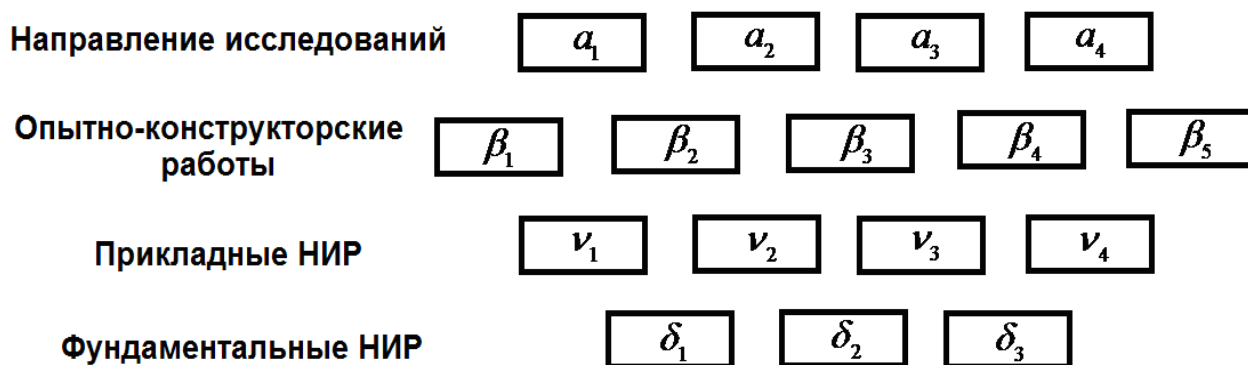 Направление исследований a₁ a₂ a₃ a₄
Опытно-конструкторские
работы β₁ β₂ β₃ β₄ β₅
Прикладные НИР ν₁ ν₂ ν₃ ν₄
Фундаментальные НИР δ₁ δ₂ δ₃